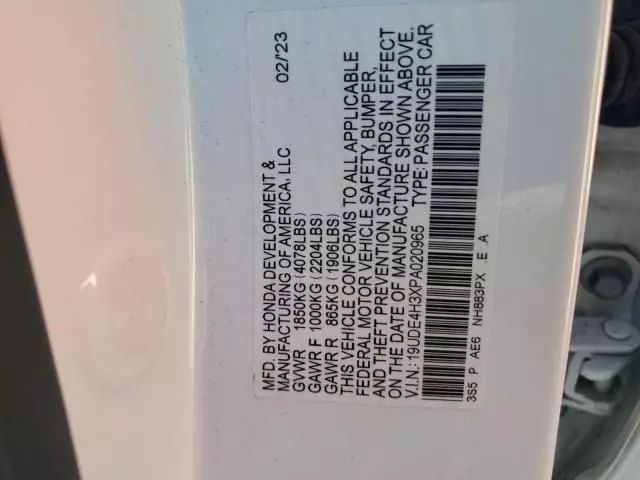 MFD. BY HONDA DEVELOPMENT &
MANUFACTURING OF AMERICA, LLC 02/'23
GVWR 1850KG (4078LBS)
GAWR F 1000KG (2204LBS)
GAWR R 865KG (1906LBS)
THIS VEHICLE CONFORMS TO ALL APPLICABLE
FEDERAL MOTOR VEHICLE SAFETY, BUMPER,
AND THEFT PREVENTION STANDARDS IN EFFECT
ON THE DATE OF MANUFACTURE SHOWN ABOVE.
V.I.N.: 19UDE4H3XPA020965 TYPE: PASSENGER CAR
3S5 P AE6 NH883PX .E .A